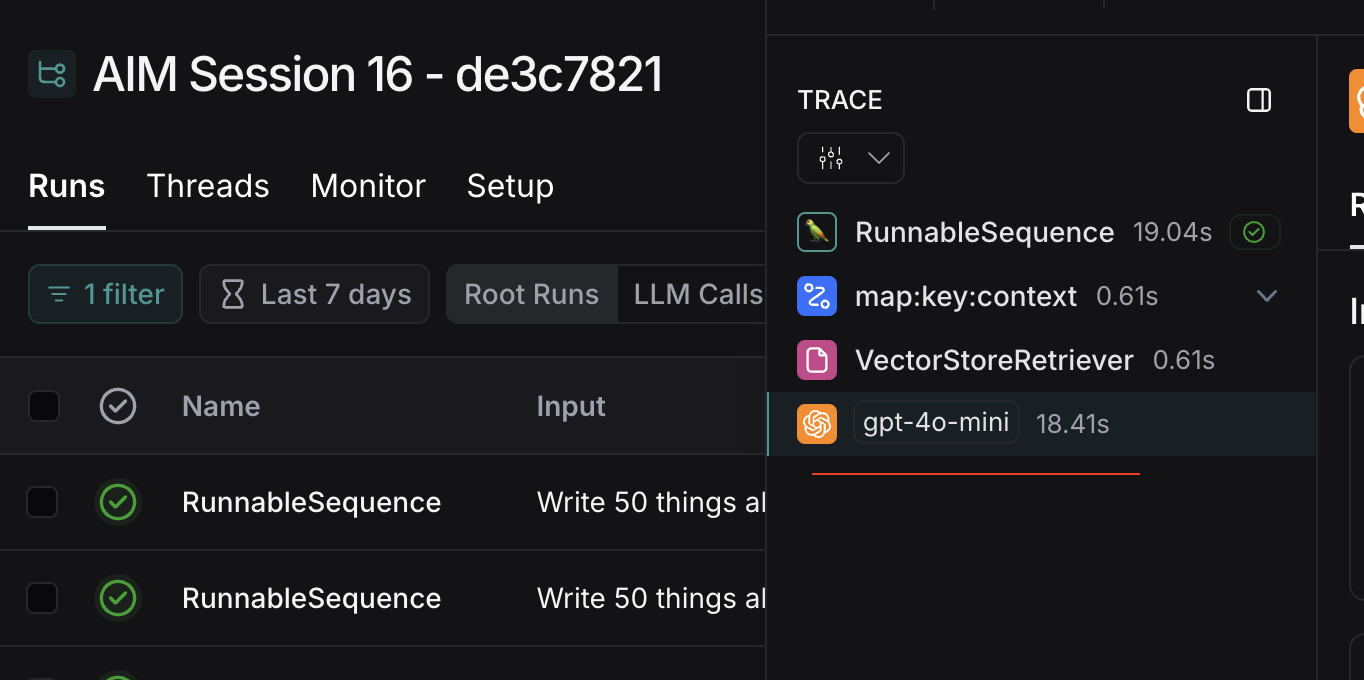 AIM Session 16 - de3c7821
Runs Threads Monitor Setup
1 filter Last 7 days Root Runs LLM Calls
Name Input
RunnableSequence Write 50 things
RunnableSequence Write 50 things
TRACE
RunnableSequence 19.04s
map:key:context 0.61s
VectorStoreRetriever 0.61s
gpt-4o-mini 18.41s